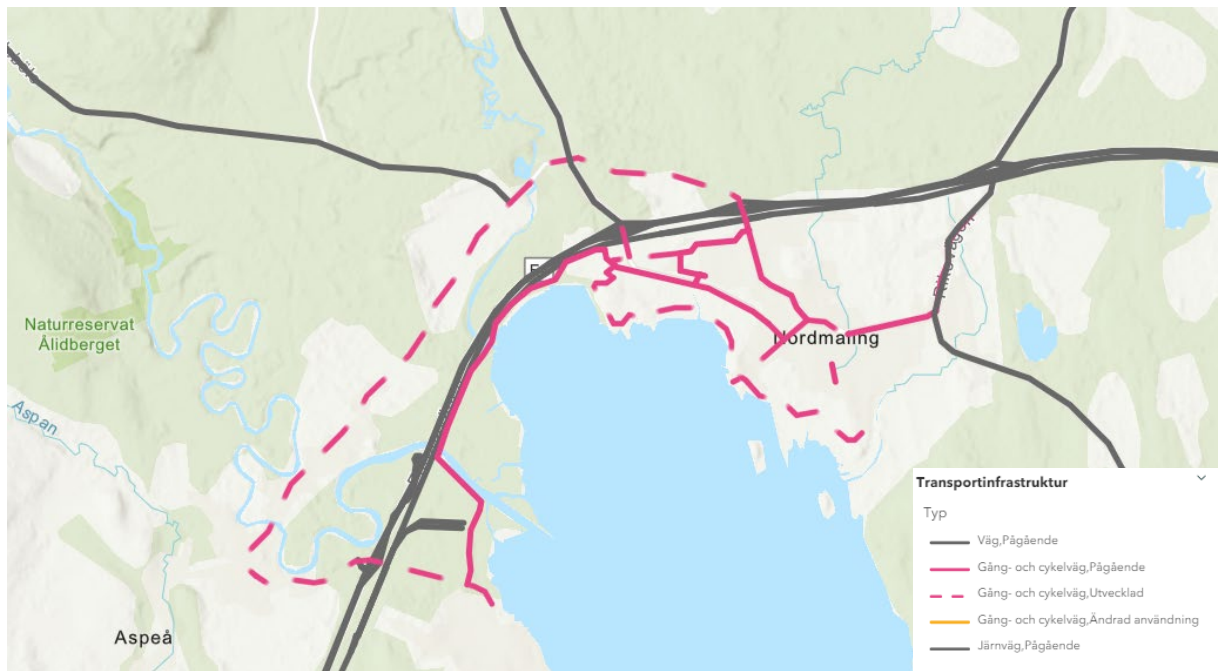 E
Naturreservat
Ålidberget
Nordmaling
Aspan
Aspeå
Transportinfrastruktur
Typ
Väg,Pågående
Gång- och cykelväg,Pågående
Gång- och cykelväg,Utvecklad
Gång- och cykelväg,Ändrad användning
Järnväg,Pågående